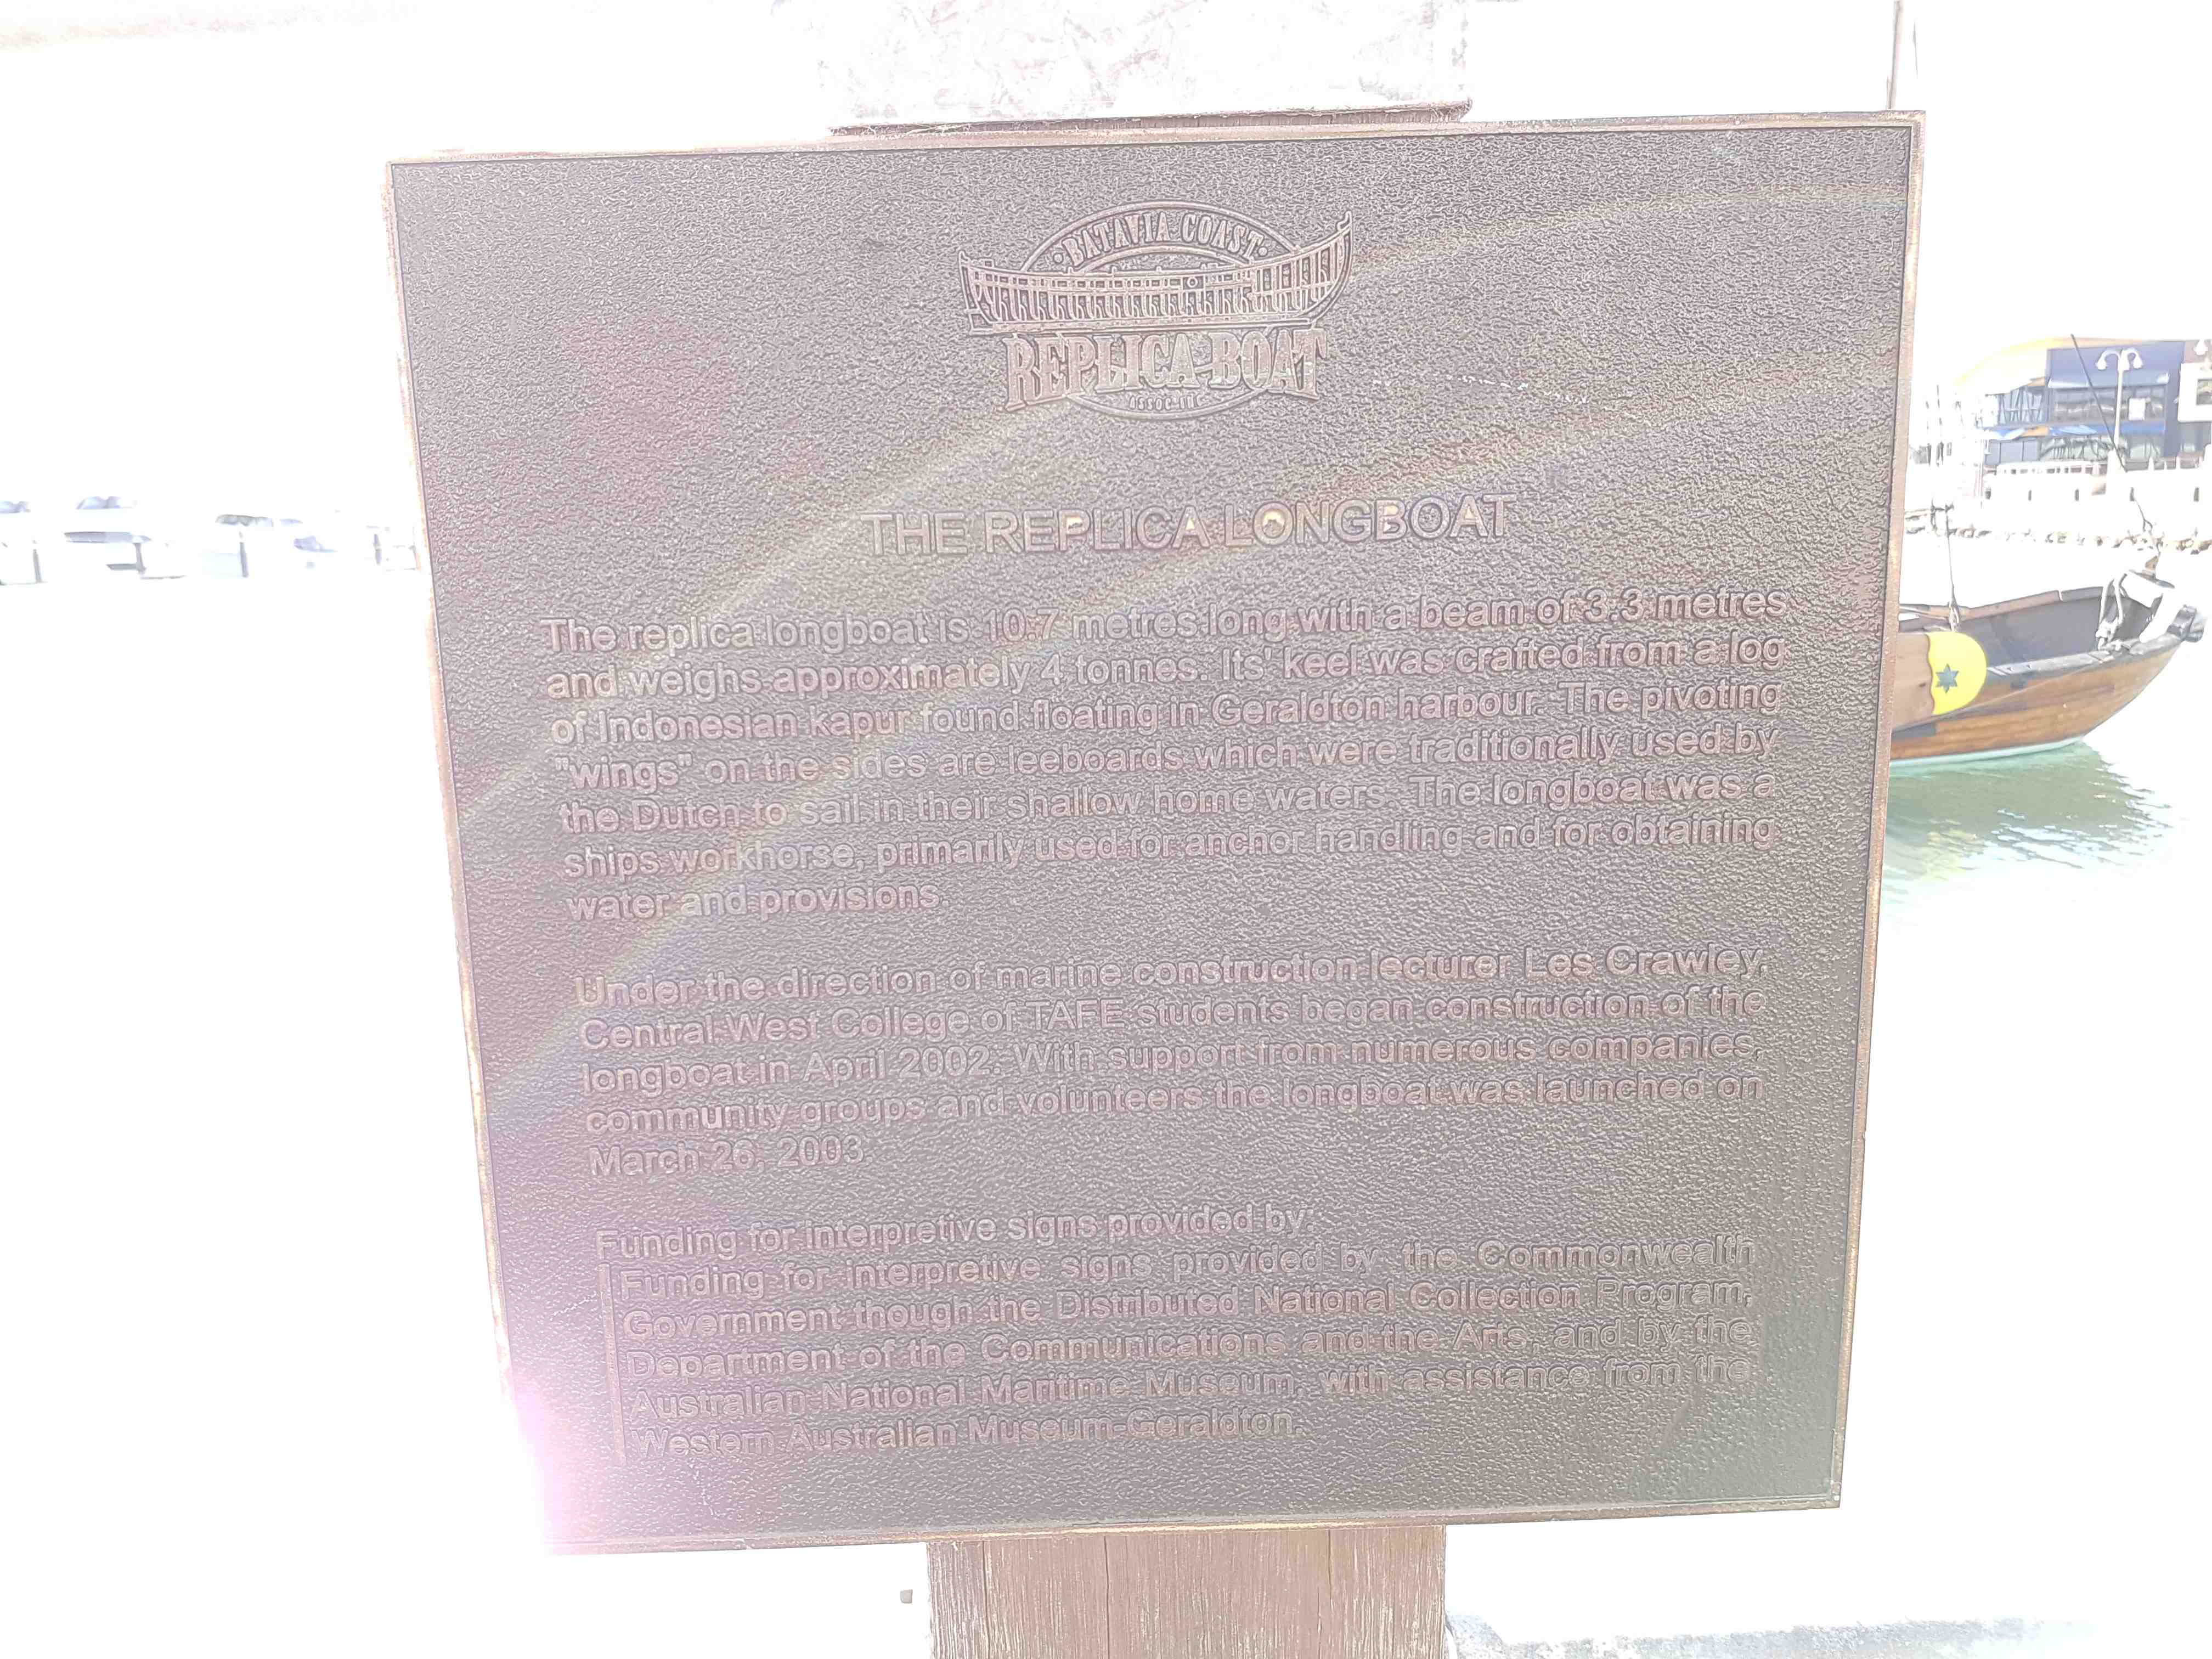 BATAVIA COAST
REPLICA BOAT
ASSOC. INC.
THE REPLICA LONGBOAT
The replica longboat is 10.7 metres long with a beam of 3.3 metres
and weighs approximately 4 tonnes. Its' keel was crafted from a log
of Indonesian kapur found floating in Geraldton harbour. The pivoting
"wings" on the sides are leeboards which were traditionally used by
the Dutch to sail in their shallow home waters. The longboat was a
ships workhorse, primarily used for anchor handling and for obtaining
water and provisions.
Under the direction of marine construction lecturer Les Crawley,
Central West College of TAFE students began construction of the
longboat in April 2002. With support from numerous companies,
community groups and volunteers the longboat was launched on
March 26, 2003.
Funding for interpretive signs provided by:
Funding for interpretive signs provided by the Commonwealth
Government though the Distributed National Collection Program,
Department of the Communications and the Arts, and by the
Australian National Maritime Museum, with assistance from the
Western Australian Museum-Geraldton.